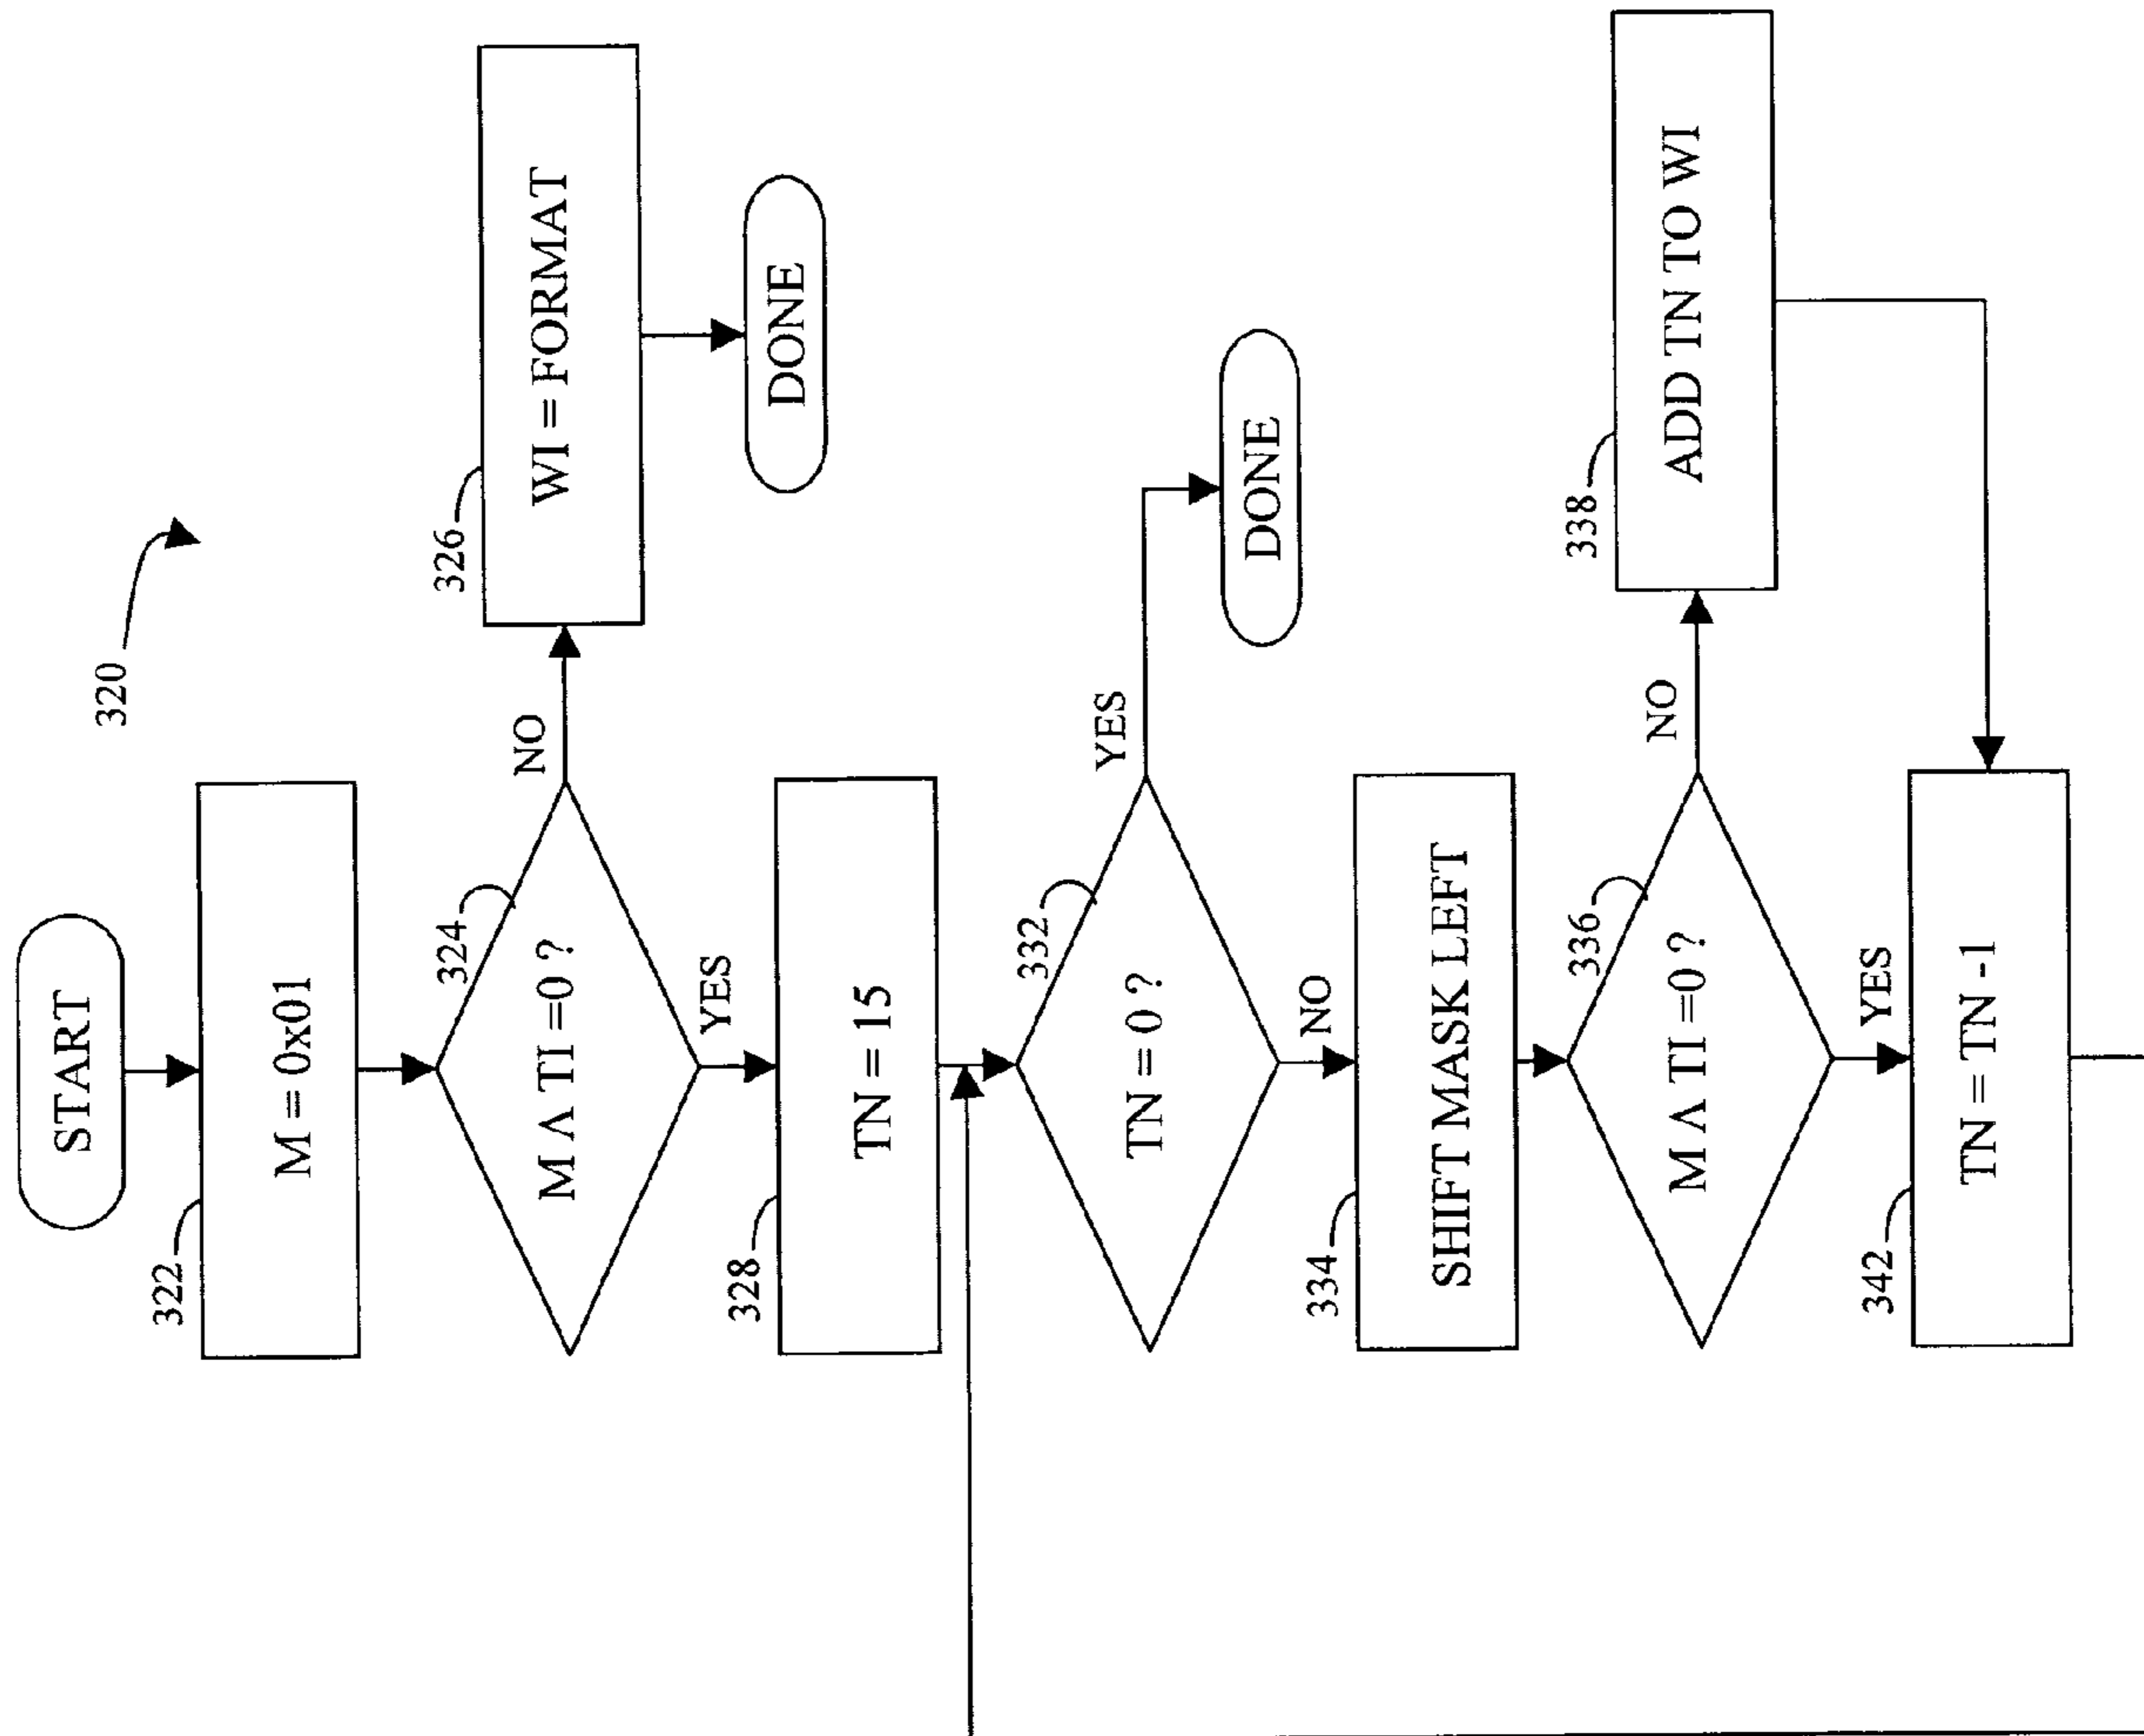 320
START
322
M = 0x01
324
M Λ TI =0 ?
NO
326
WI = FORMAT
DONE
YES
328
TN = 15
332
TN = 0 ?
YES
DONE
NO
334
SHIFT MASK LEFT
336
M Λ TI =0 ?
NO
338
ADD TN TO WI
YES
342
TN = TN -1